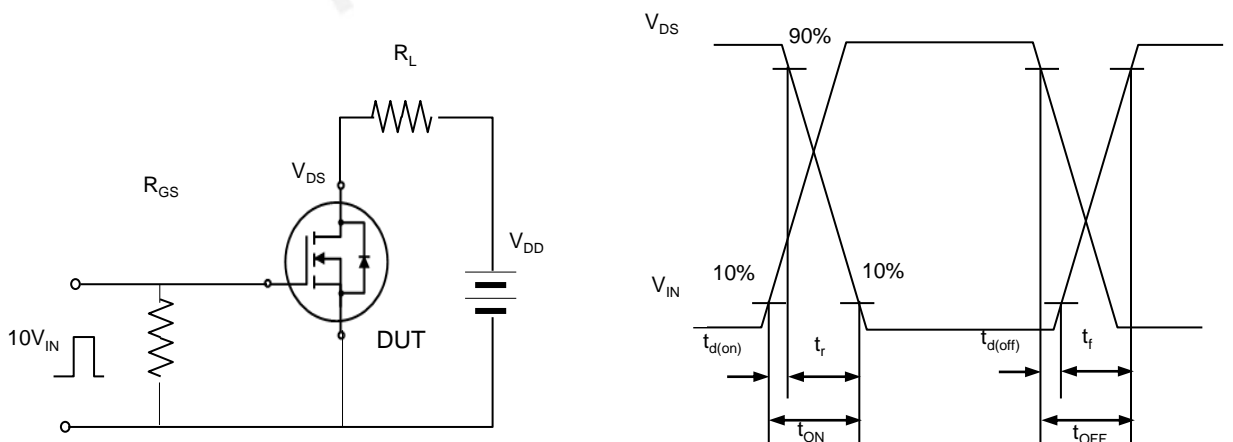 R_L
R_GS
V_DS
V_DD
10V_IN
DUT
V_DS
90%
V_IN
10%
10%
t_d(on)
t_r
t_d(off)
t_f
t_ON
t_OFF